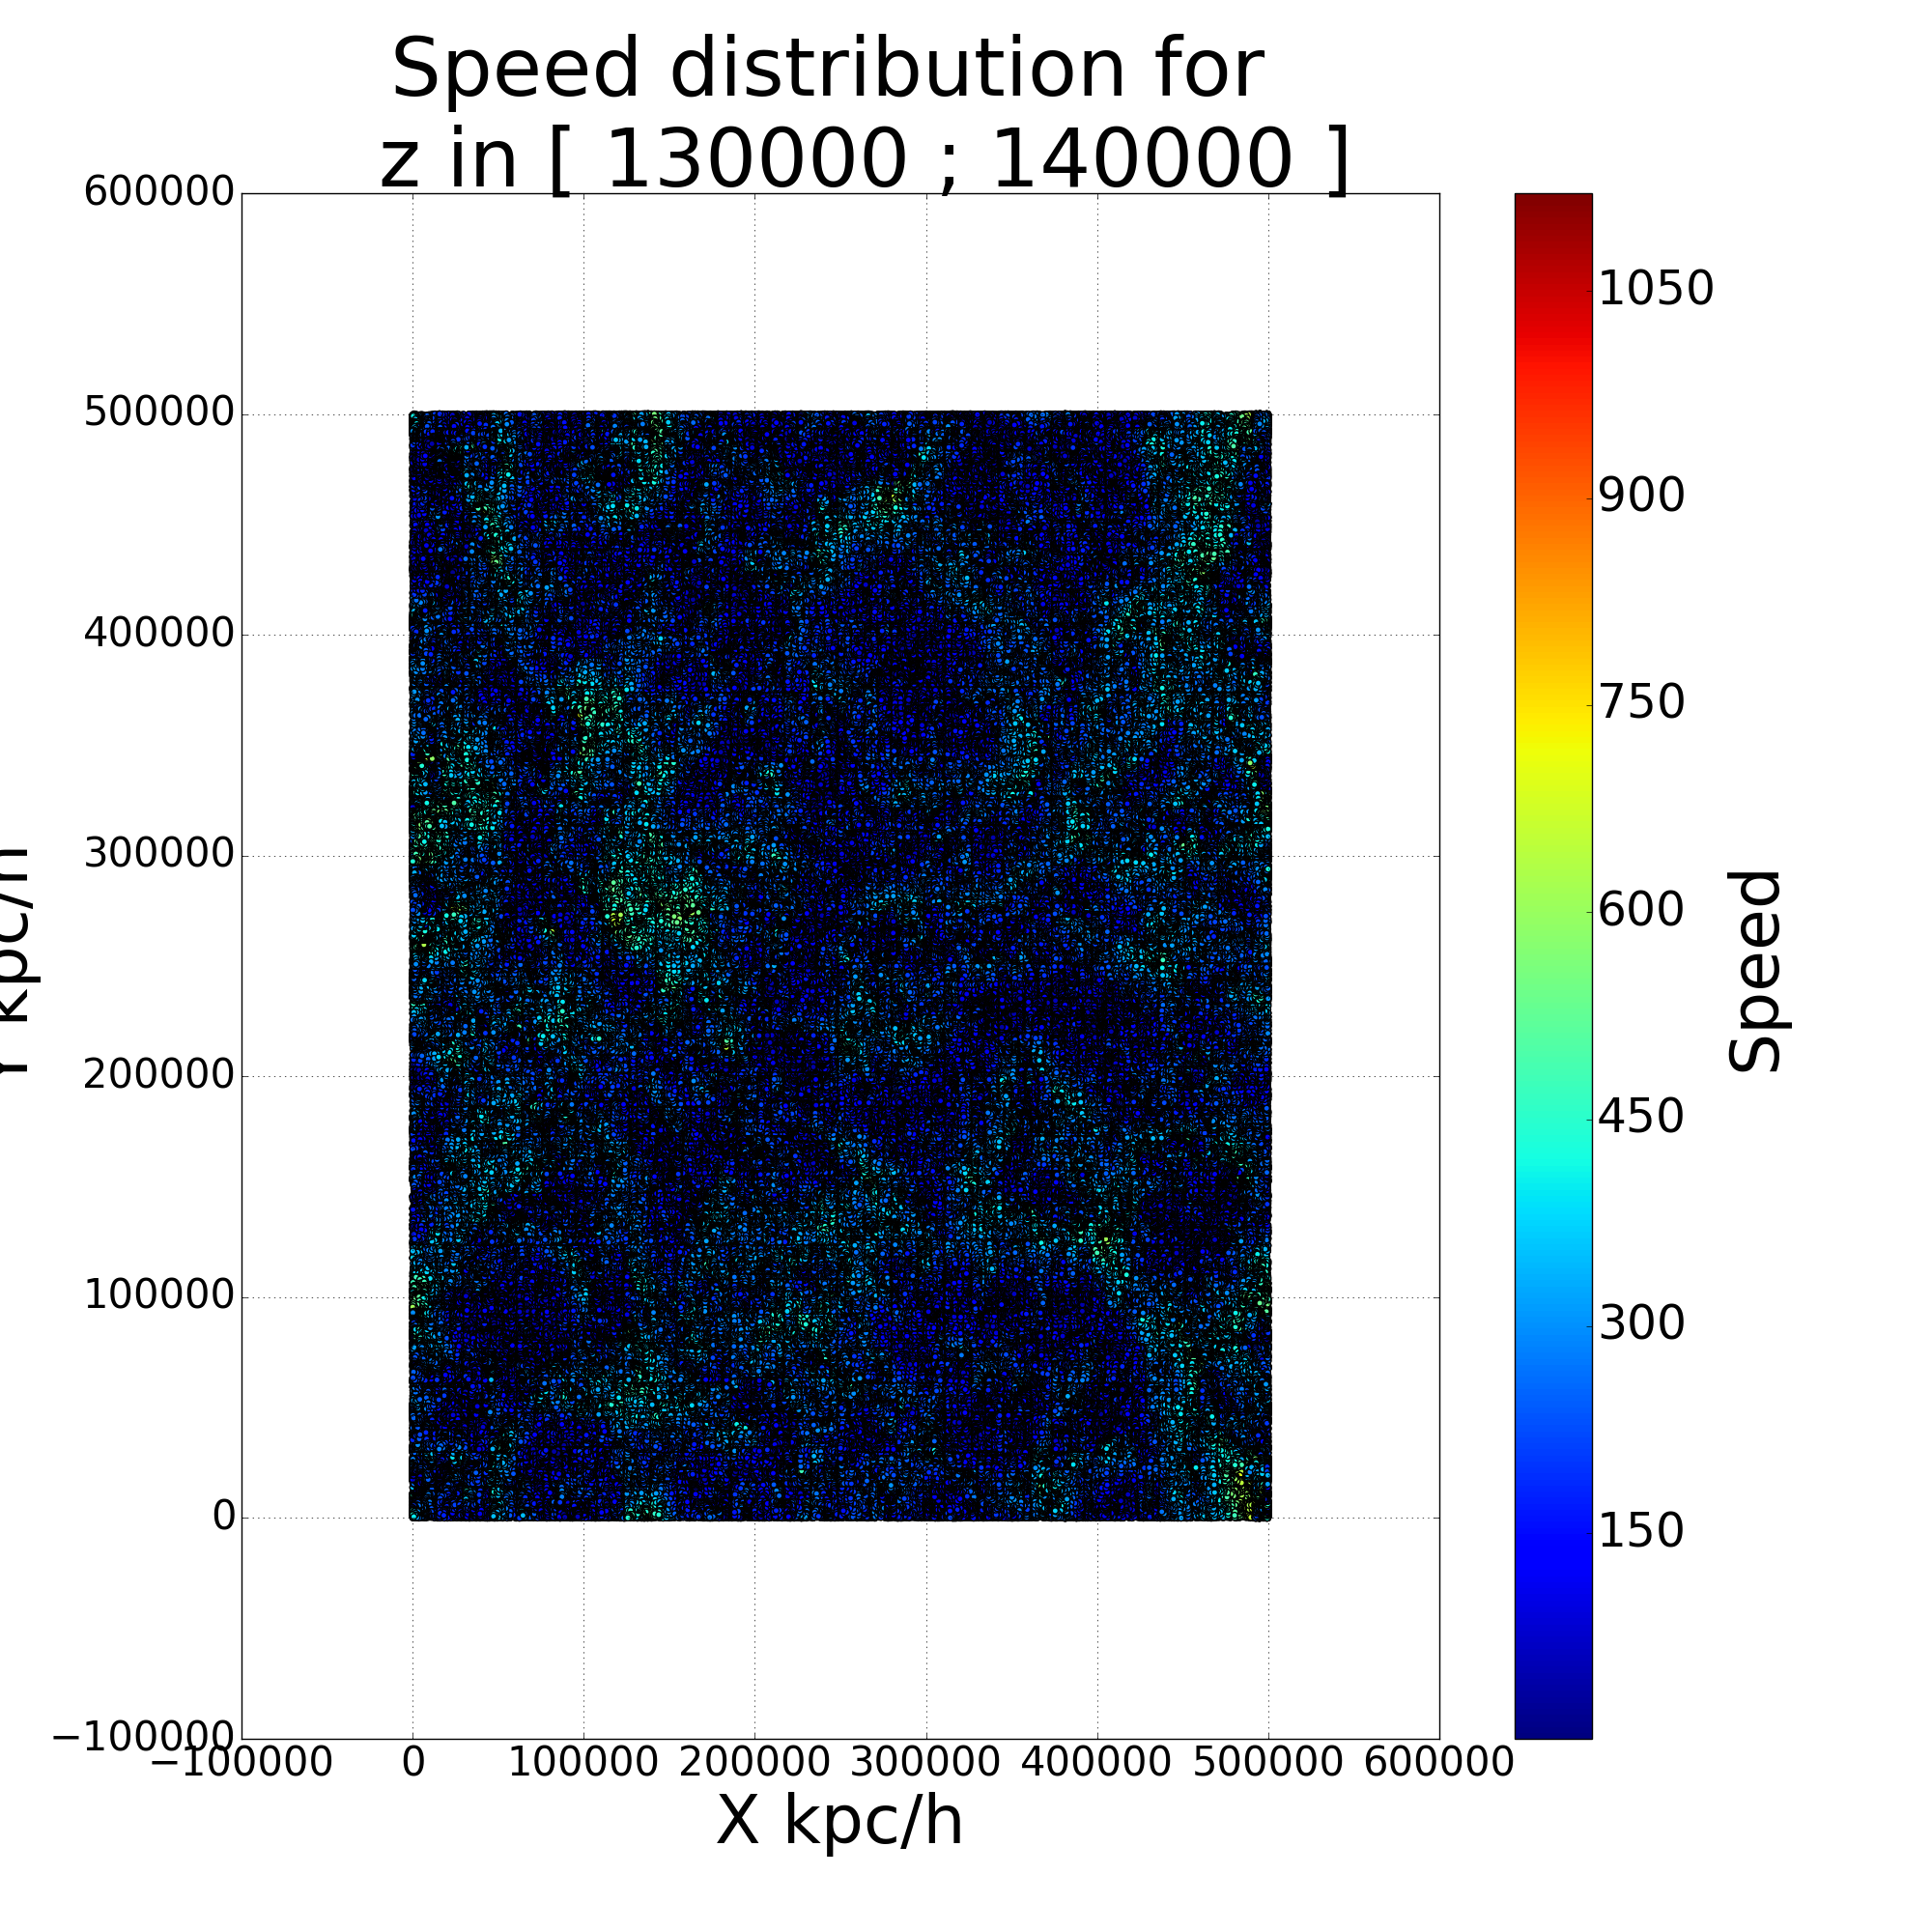 Speed distribution for
z in [ 130000 ; 140000 ]
600000
500000
400000
300000
200000
100000
0
−100000
−100000 0 100000 200000 300000 400000 500000 600000
X kpc/h
Y kpc/h
1050
900
750
600
450
300
150
Speed